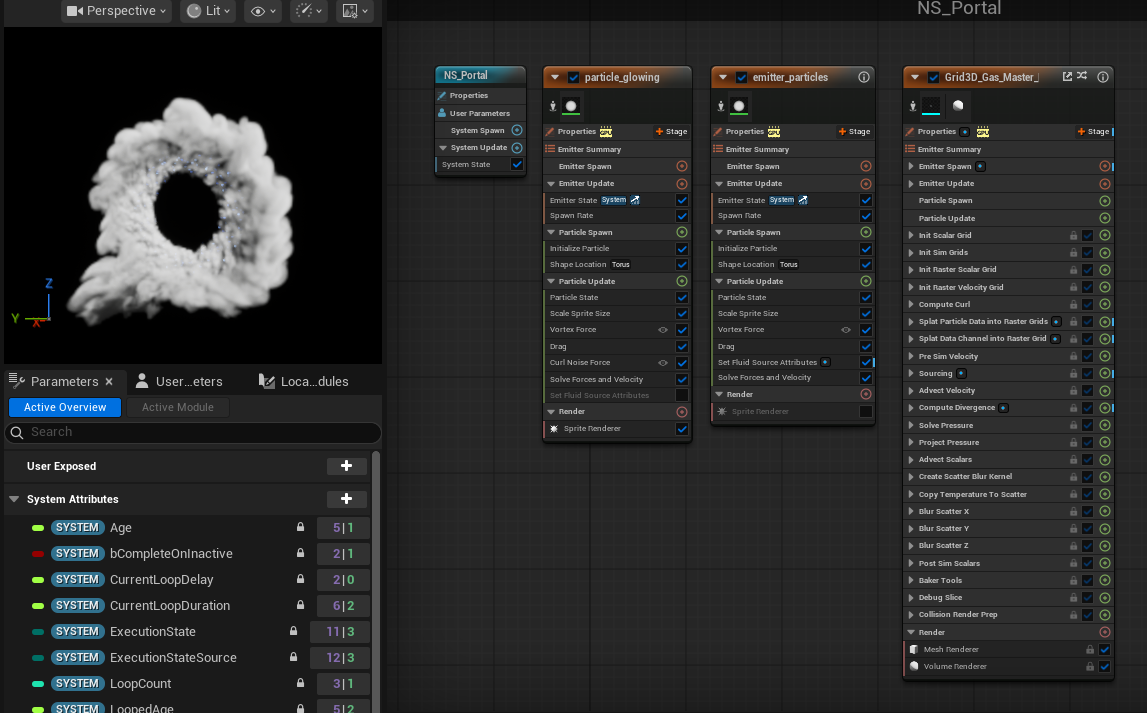 Perspective
Lit
NS_Portal
Z
Y
X
Parameters
User...eters
Loca...dules
Active Overview
Active Module
Search
User Exposed
System Attributes
SYSTEM Age 5|1
SYSTEM bCompleteOnInactive 2|1
SYSTEM CurrentLoopDelay 2|0
SYSTEM CurrentLoopDuration 6|2
SYSTEM ExecutionState 11|3
SYSTEM ExecutionStateSource 12|3
SYSTEM LoopCount 3|1
SYSTEM LoopedAge 5|2
NS_Portal
Properties
User Parameters
System Spawn
System Update
System State
particle_glowing
Properties GPU + Stage
Emitter Summary
Emitter Spawn
Emitter Update
Emitter State System
Spawn Rate
Particle Spawn
Initialize Particle
Shape Location Torus
Particle Update
Particle State
Scale Sprite Size
Vortex Force
Drag
Curl Noise Force
Solve Forces and Velocity
Set Fluid Source Attributes
Render
Sprite Renderer
emitter_particles
Properties GPU + Stage
Emitter Summary
Emitter Spawn
Emitter Update
Emitter State System
Spawn Rate
Particle Spawn
Initialize Particle
Shape Location Torus
Particle Update
Particle State
Scale Sprite Size
Vortex Force
Drag
Set Fluid Source Attributes
Solve Forces and Velocity
Render
Sprite Renderer
Grid3D_Gas_Master_
Properties GPU + Stage
Emitter Summary
Emitter Spawn
Emitter Update
Particle Spawn
Particle Update
Init Scalar Grid
Init Sim Grids
Init Raster Scalar Grid
Init Raster Velocity Grid
Compute Curl
Splat Particle Data into Raster Grids
Splat Data Channel into Raster Grid
Pre Sim Velocity
Sourcing
Advect Velocity
Compute Divergence
Solve Pressure
Project Pressure
Advect Scalars
Create Scatter Blur Kernel
Copy Temperature To Scatter
Blur Scatter X
Blur Scatter Y
Blur Scatter Z
Post Sim Scalars
Baker Tools
Debug Slice
Collision Render Prep
Render
Mesh Renderer
Volume Renderer